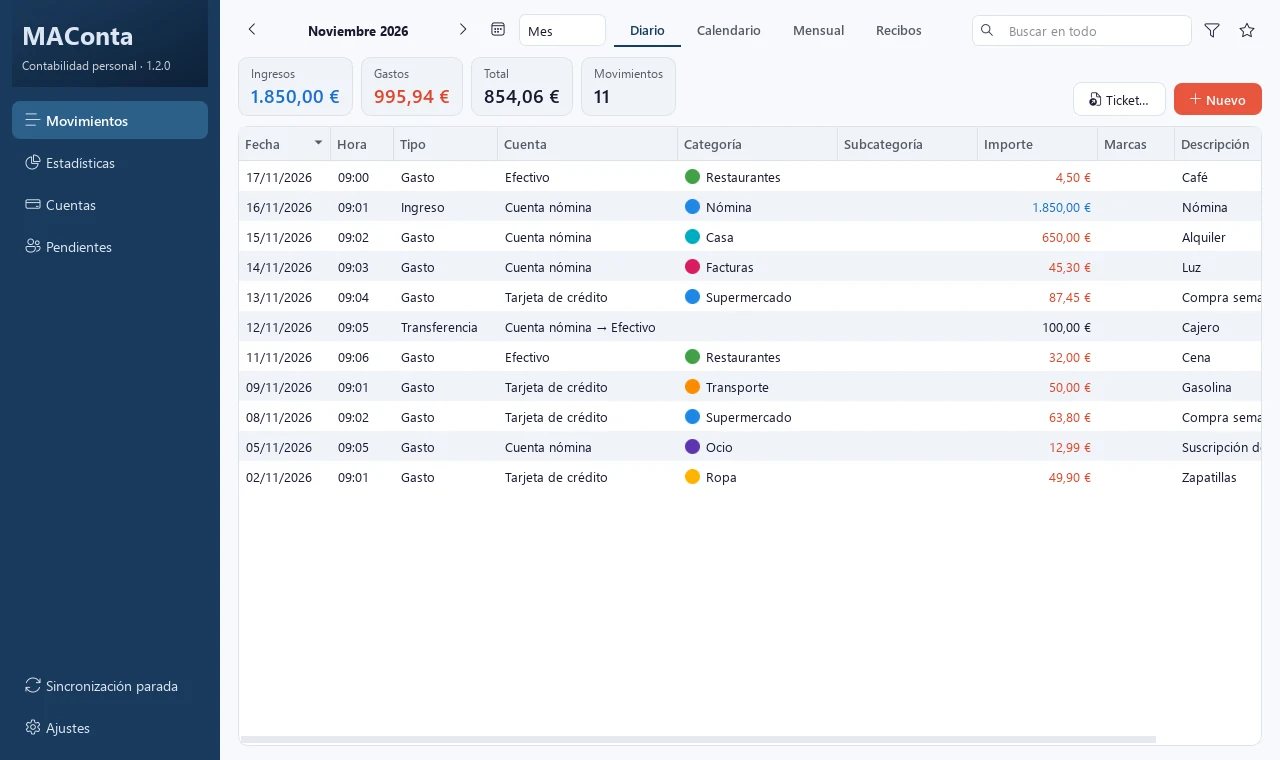 MAConta
Contabilidad personal · 1.2.0
Movimientos
Estadísticas
Cuentas
Pendientes
Sincronización parada
Ajustes
Noviembre 2026
Mes
Diario
Calendario
Mensual
Recibos
Buscar en todo
Ingresos
1.850,00 €
Gastos
995,94 €
Total
854,06 €
Movimientos
11
Ticket...
Nuevo
Fecha Hora Tipo Cuenta Categoría Subcategoría Importe Marcas Descripción
17/11/2026 09:00 Gasto Efectivo Restaurantes 4,50 € Café
16/11/2026 09:01 Ingreso Cuenta nómina Nómina 1.850,00 € Nómina
15/11/2026 09:02 Gasto Cuenta nómina Casa 650,00 € Alquiler
14/11/2026 09:03 Gasto Cuenta nómina Facturas 45,30 € Luz
13/11/2026 09:04 Gasto Tarjeta de crédito Supermercado 87,45 € Compra sema
12/11/2026 09:05 Transferencia Cuenta nómina → Efectivo 100,00 € Cajero
11/11/2026 09:06 Gasto Efectivo Restaurantes 32,00 € Cena
09/11/2026 09:01 Gasto Tarjeta de crédito Transporte 50,00 € Gasolina
08/11/2026 09:02 Gasto Tarjeta de crédito Supermercado 63,80 € Compra sema
05/11/2026 09:05 Gasto Cuenta nómina Ocio 12,99 € Suscripción d
02/11/2026 09:01 Gasto Tarjeta de crédito Ropa 49,90 € Zapatillas